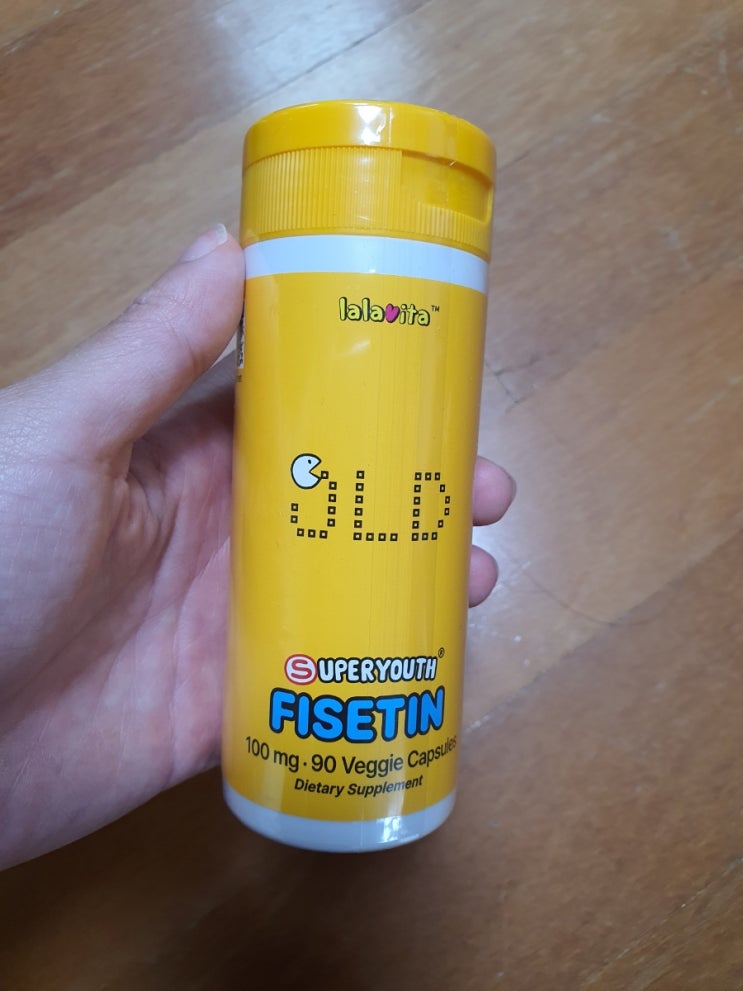 lalavita™
OLD
SUPERYOUTH®
FISETIN
100 mg · 90 Veggie Capsules
Dietary Supplement